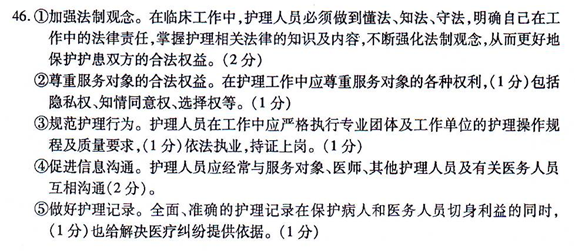 46. ①加强法制观念。在临床工作中,护理人员必须做到懂法、知法、守法,明确自己在工
作中的法律责任,掌握护理相关法律的知识及内容,不断强化法制观念,从而更好地
保护护患双方的合法权益。(2分)
②尊重服务对象的合法权益。在护理工作中应尊重服务对象的各种权利,(1分)包括
隐私权、知情同意权、选择权等。(1分)
③规范护理行为。护理人员在工作中应严格执行专业团体及工作单位的护理操作规
程及质量要求,(1分)依法执业,持证上岗。(1分)
④促进信息沟通。护理人员应经常与服务对象、医师、其他护理人员及有关医务人员
互相沟通(2分)。
⑤做好护理记录。全面、准确的护理记录在保护病人和医务人员切身利益的同时,
(1分)也给解决医疗纠纷提供依据。(1分)